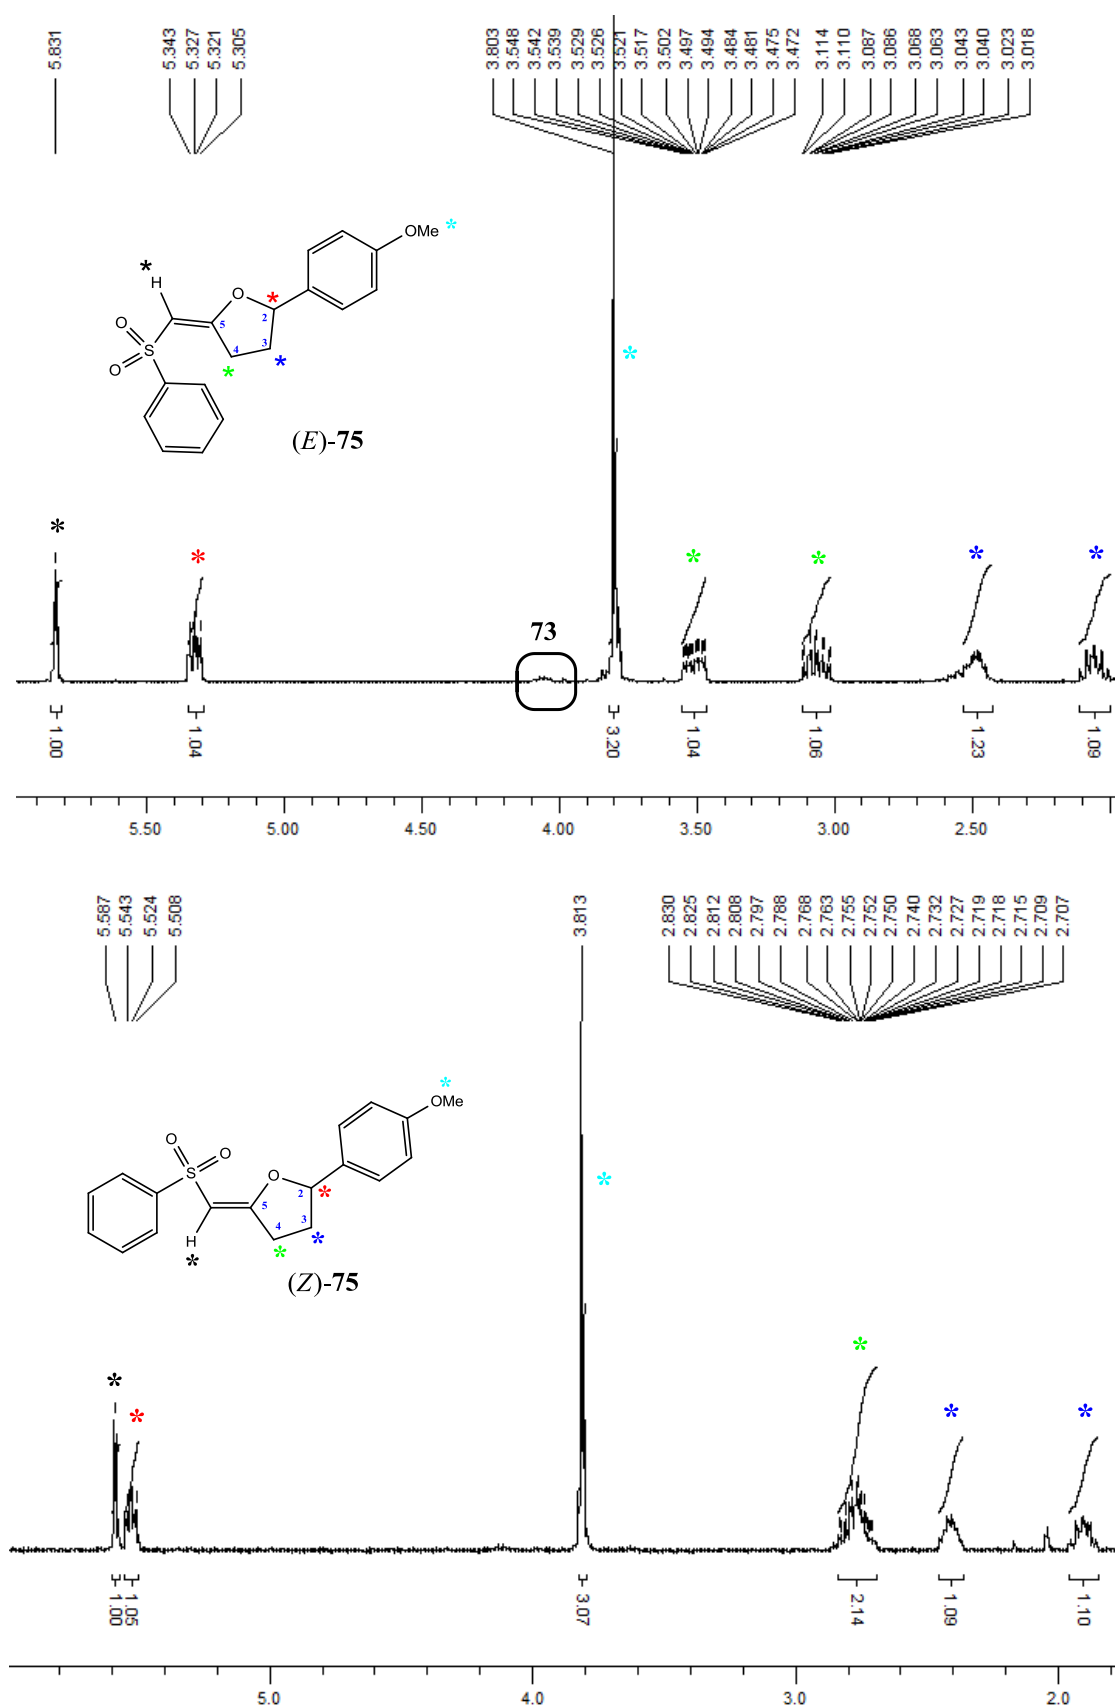 5.831 5.343 5.327 5.321 5.305 3.803 3.548 3.542 3.539 3.529 3.526 3.521 3.517 3.502 3.497 3.494 3.484 3.481 3.475 3.472 3.114 3.110 3.087 3.086 3.068 3.063 3.043 3.040 3.023 3.018
OMe *
* H
O *
2
5
3
4
O
S
O
* *
*
(E)-75
* * * * * *
73
1.00 1.04 3.20 1.04 1.06 1.23 1.09
5.50 5.00 4.50 4.00 3.50 3.00 2.50
5.587 5.543 5.524 5.508 3.813 2.830 2.825 2.812 2.808 2.797 2.788 2.768 2.763 2.755 2.752 2.750 2.740 2.732 2.727 2.719 2.718 2.715 2.709 2.707
*
OMe
O O
S O
2 *
5
3
4
H * *
*
(Z)-75
*
*
* * * *
1.00 1.05 3.07 2.14 1.09 1.10
5.0 4.0 3.0 2.0